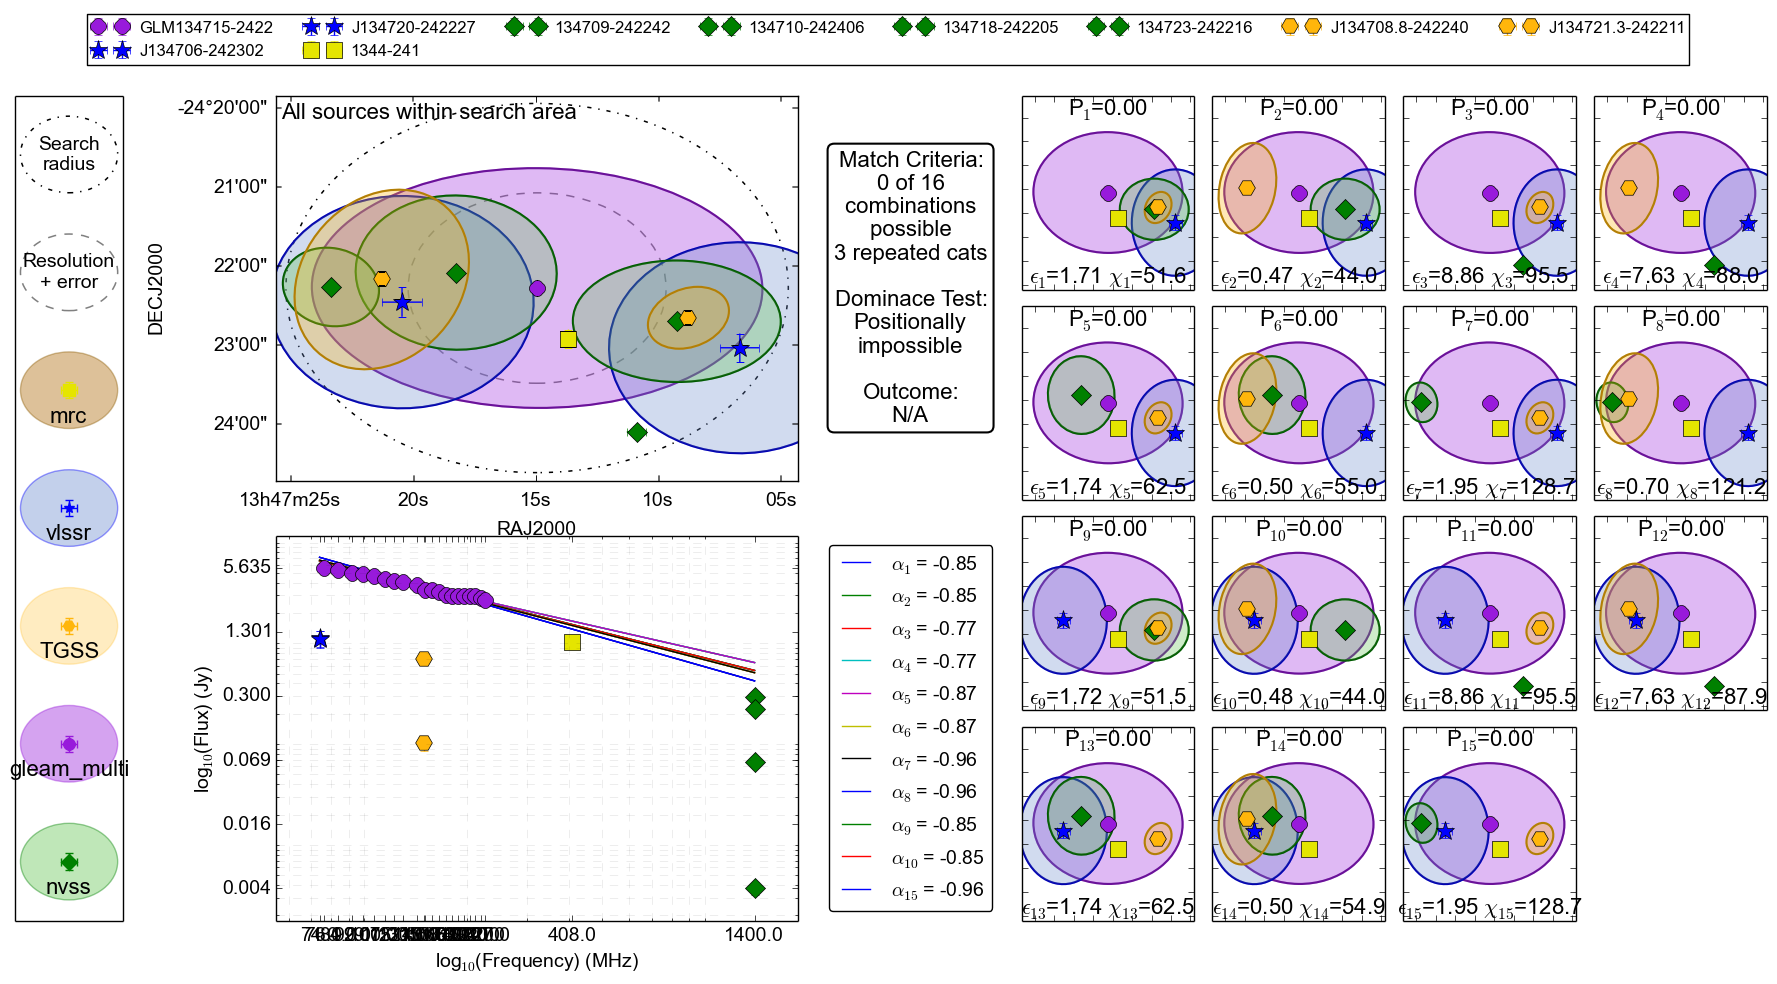 GLM134715-2422 J134720-242227 134709-242242 134710-242406 134718-242205 134723-242216 J134708.8-242240 J134721.3-242211
J134706-242302 1344-241
Search
radius
Resolution
+ error
mrc
vlssr
TGSS
gleam_multi
nvss
All sources within search area
-24°20'00"
21'00"
22'00"
23'00"
24'00"
DECJ2000
13h47m25s 20s 15s 10s 05s
RAJ2000
Match Criteria:
0 of 16
combinations
possible
3 repeated cats
Dominace Test:
Positionally
impossible
Outcome:
N/A
5.635
1.301
0.300
0.069
0.016
0.004
log10(Flux) (Jy)
408.0 1400.0
log10(Frequency) (MHz)
α1 = -0.85
α2 = -0.85
α3 = -0.77
α4 = -0.77
α5 = -0.87
α6 = -0.87
α7 = -0.96
α8 = -0.96
α9 = -0.85
α10 = -0.85
α15 = -0.96
P1=0.00 P2=0.00 P3=0.00 P4=0.00
ϵ1=1.71 χ1=51.6 ϵ2=0.47 χ2=44.0 ϵ3=8.86 χ3=95.5 ϵ4=7.63 χ4=88.0
P5=0.00 P6=0.00 P7=0.00 P8=0.00
ϵ5=1.74 χ5=62.5 ϵ6=0.50 χ6=55.0 ϵ7=1.95 χ7=128.7 ϵ8=0.70 χ8=121.2
P9=0.00 P10=0.00 P11=0.00 P12=0.00
ϵ9=1.72 χ9=51.5 ϵ10=0.48 χ10=44.0 ϵ11=8.86 χ11=95.5 ϵ12=7.63 χ12=87.9
P13=0.00 P14=0.00 P15=0.00
ϵ13=1.74 χ13=62.5 ϵ14=0.50 χ14=54.9 ϵ15=1.95 χ15=128.7